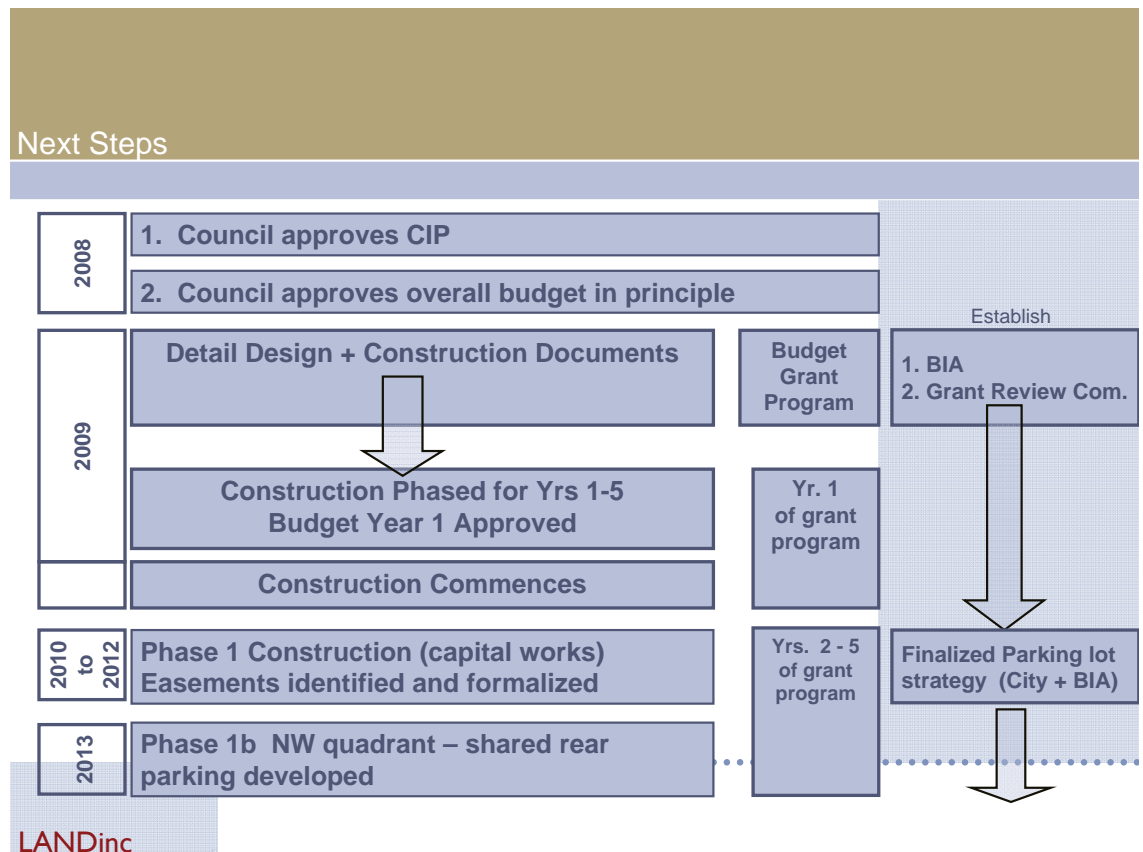 Next Steps
2008
1. Council approves CIP
2. Council approves overall budget in principle
2009
Detail Design + Construction Documents
Budget
Grant
Program
Establish
1. BIA
2. Grant Review Com.
Construction Phased for Yrs 1-5
Budget Year 1 Approved
Yr. 1
of grant
program
Construction Commences
2010
to
2012
Phase 1 Construction (capital works)
Easements identified and formalized
Yrs. 2 - 5
of grant
program
Finalized Parking lot
strategy (City + BIA)
2013
Phase 1b NW quadrant – shared rear
parking developed
LANDinc